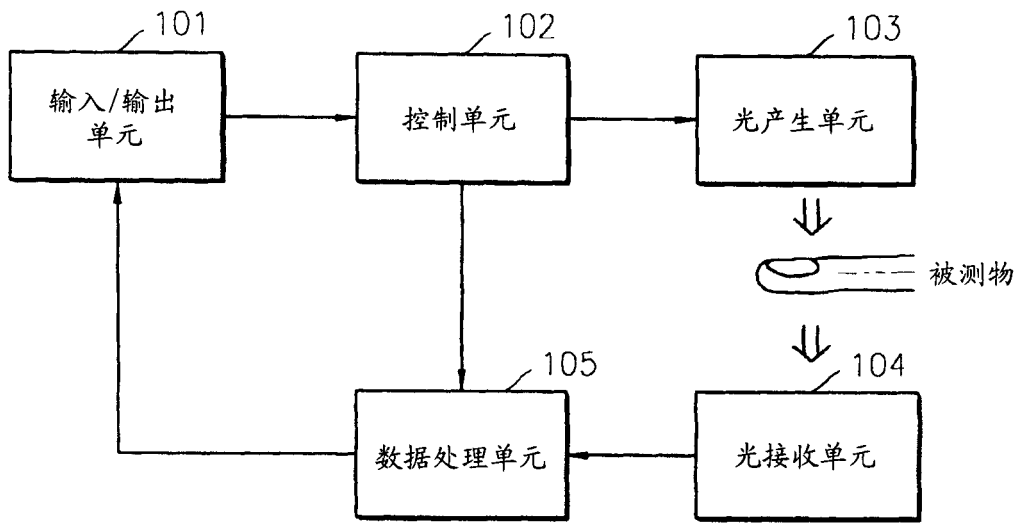 101
102
103
输入/输出
单元
控制单元
光产生单元
被测物
105
104
数据处理单元
光接收单元